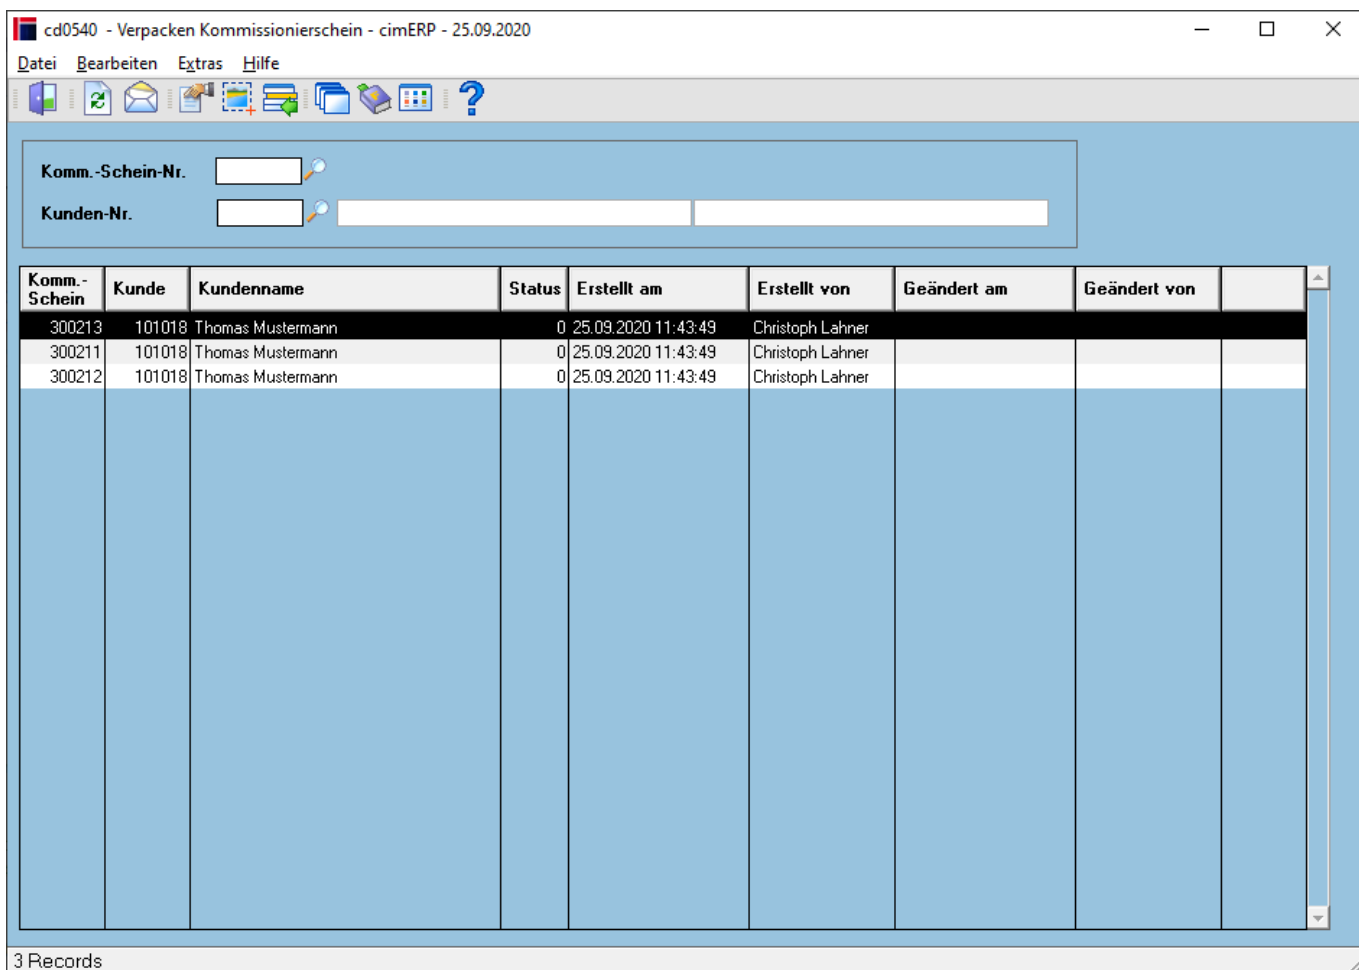 cd0540 - Verpacken Kommissionierschein - cimERP - 25.09.2020
Datei Bearbeiten Extras Hilfe
Komm.-Schein-Nr.
Kunden-Nr.
Komm.-Schein Kunde Kundenname Status Erstellt am Erstellt von Geändert am Geändert von
300213 101018 Thomas Mustermann 0 25.09.2020 11:43:49 Christoph Lahner
300211 101018 Thomas Mustermann 0 25.09.2020 11:43:49 Christoph Lahner
300212 101018 Thomas Mustermann 0 25.09.2020 11:43:49 Christoph Lahner
3 Records